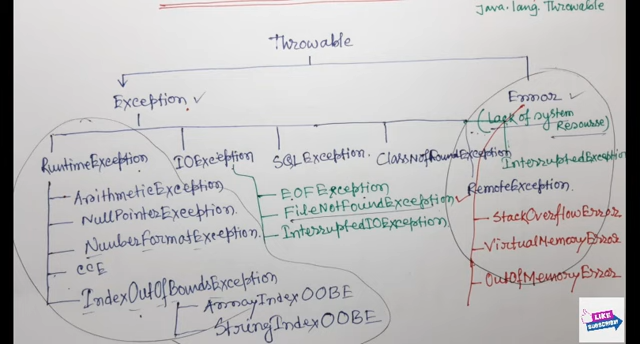 java.lang.Throwable
Throwable
Exception
Error
(Lack of system
Resourse)
RuntimeException
IOException
SQLException
ClassNotFoundException
InterruptedException
RemoteException
ArithmeticException
NullPointerException
NumberFormatException
CCE
IndexOutOfBoundsException
ArrayIndexOOBE
StringIndexOOBE
EOFException
FileNotFoundException
InterruptedIOException
StackOverflowError
VirtualMemoryError
OutOfMemoryError
LIKE
SUBSCRIBE